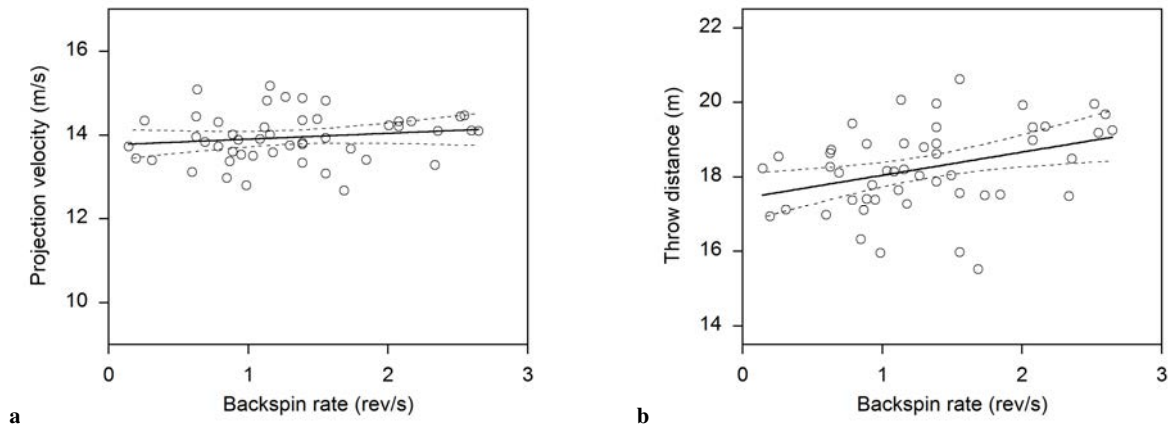 16
14
12
10
Projection velocity (m/s)
0 1 2 3
Backspin rate (rev/s)
a
22
20
18
16
14
Throw distance (m)
0 1 2 3
Backspin rate (rev/s)
b